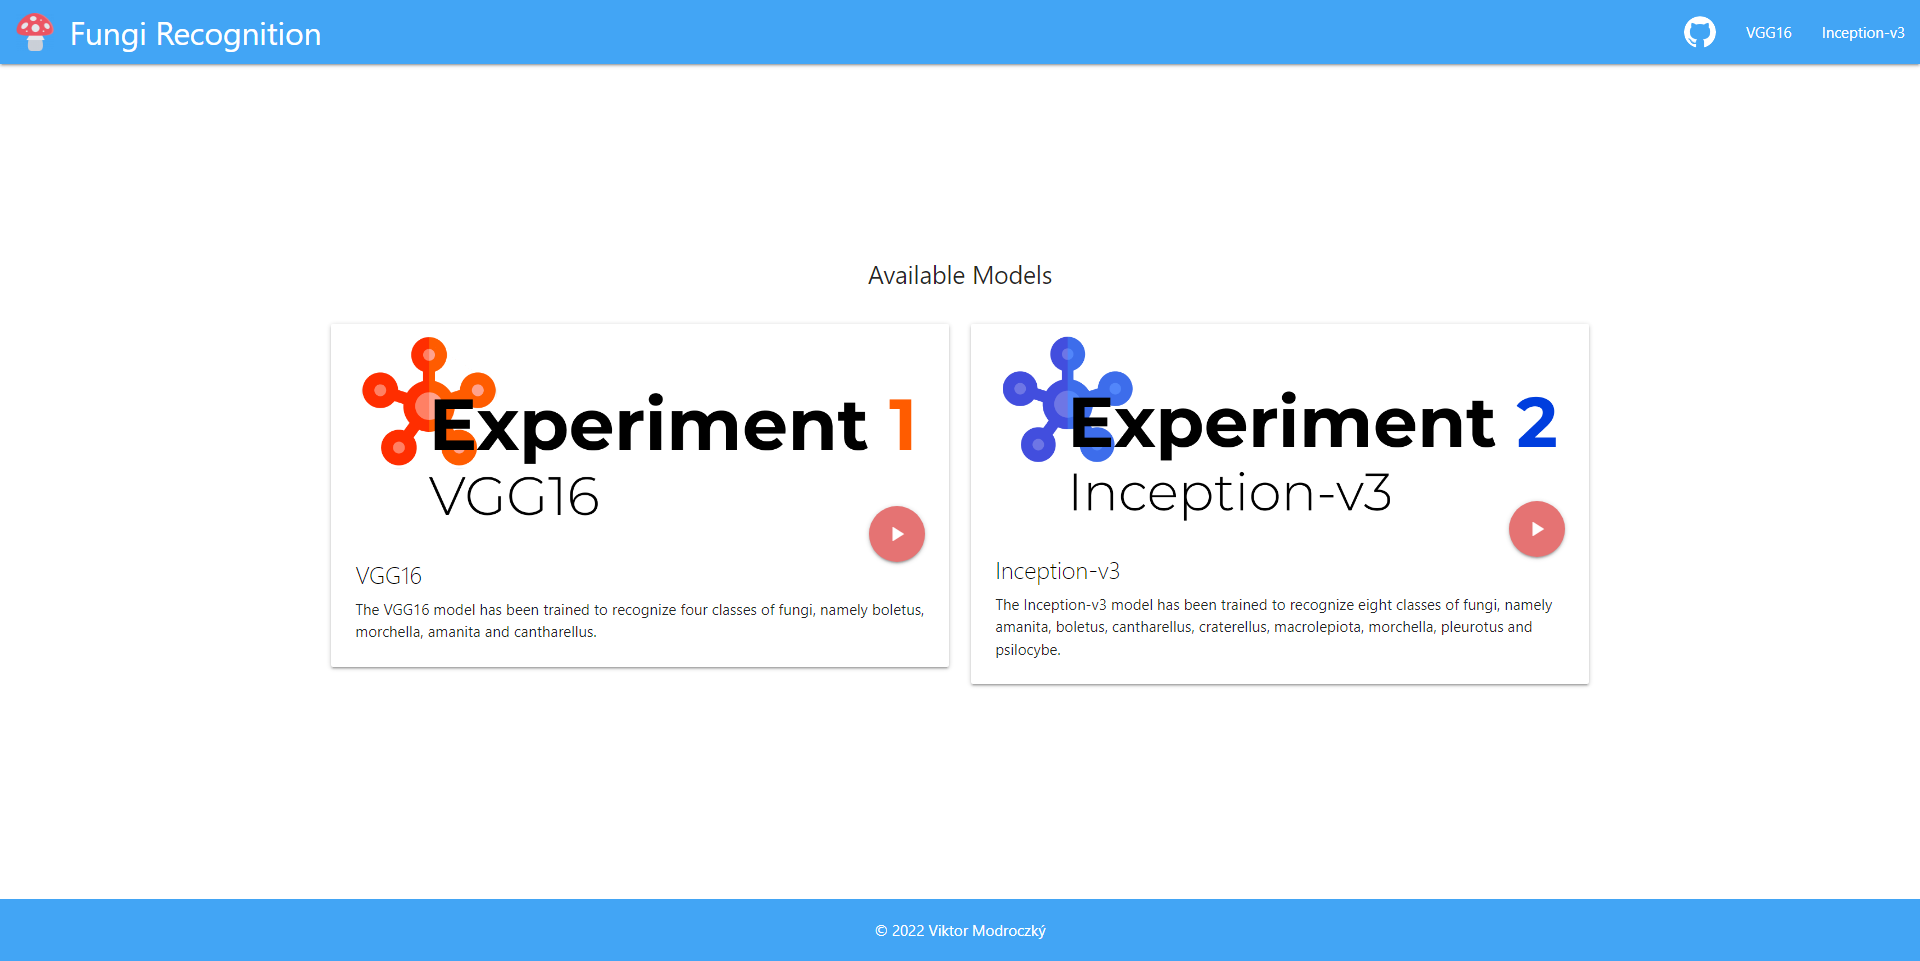 Fungi Recognition
VGG16
Inception-v3
Available Models
Experiment 1
VGG16
VGG16
The VGG16 model has been trained to recognize four classes of fungi, namely boletus,
morchella, amanita and cantharellus.
Experiment 2
Inception-v3
Inception-v3
The Inception-v3 model has been trained to recognize eight classes of fungi, namely
amanita, boletus, cantharellus, craterellus, macrolepiota, morchella, pleurotus and
psilocybe.
© 2022 Viktor Modroczký